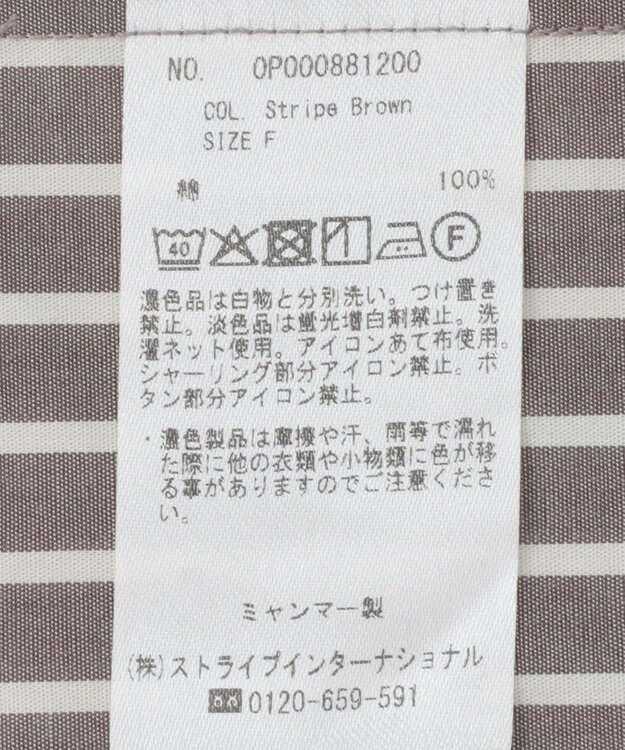 NO. OP000881200
COL. Stripe Brown
SIZE F
綿 100%
40 F
濃色品は白物と分別洗い。つけ置き
禁止。淡色品は蛍光増白剤禁止。洗
濯ネット使用。アイロンあて布使用。
シャーリング部分アイロン禁止。ボ
タン部分アイロン禁止。
・濃色製品は摩擦や汗、雨等で濡れ
た際に他の衣類や小物類に色が移
る事がありますのでご注意くださ
い。
ミャンマー製
(株)ストライプインターナショナル
0120-659-591